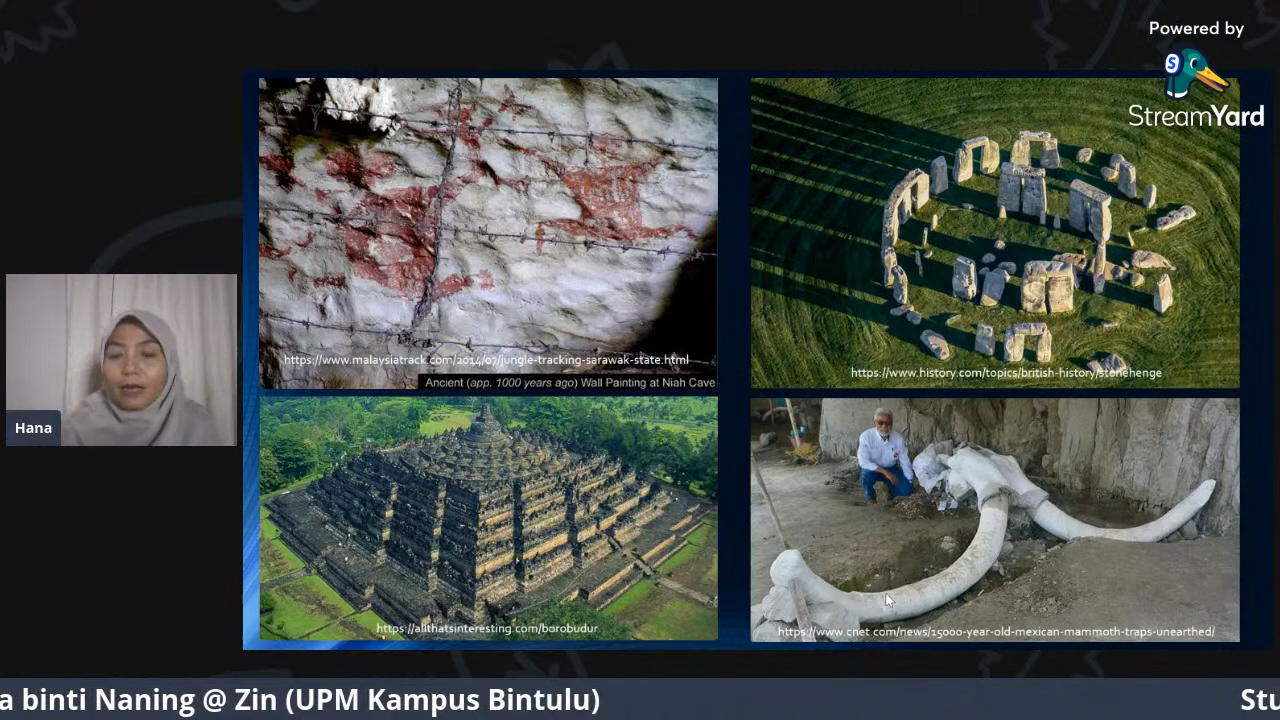 Powered by
StreamYard
https://www.malaysiatrack.com/2014/07/jungle-tracking-sarawak-state.html
Ancient (app. 1000 years ago) Wall Painting at Niah Cave
https://www.history.com/topics/british-history/stonehenge
Hana
https://allthatsinteresting.com/borobudur
https://www.cnet.com/news/15000-year-old-mexican-mammoth-traps-unearthed/
a binti Naning @ Zin (UPM Kampus Bintulu)
Stu